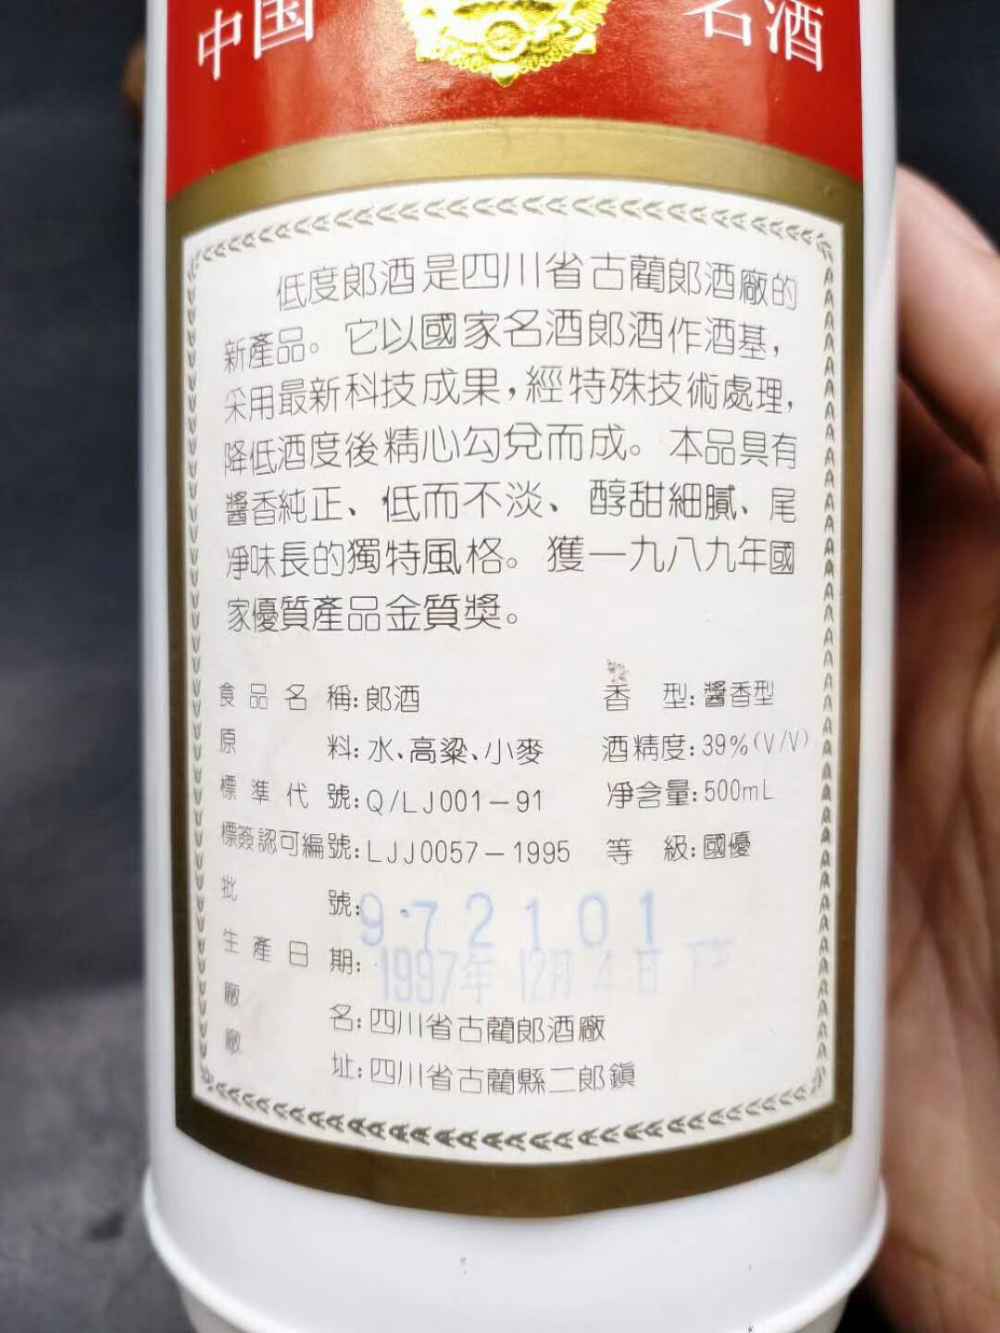 中国 名酒
低度郎酒是四川省古藺郎酒廠的
新產品。它以國家名酒郎酒作酒基，
采用最新科技成果，經特殊技術處理，
降低酒度後精心勾兌而成。本品具有
醬香純正、低而不淡、醇甜細膩、尾
凈味長的獨特風格。獲一九八九年國
家優質產品金質獎。
食品名稱：郎酒 香型：醬香型
原料：水、高粱、小麥 酒精度：39%(V/V)
標準代號：Q/LJ001－91 凈含量：500mL
標簽認可編號：LJJ0057－1995 等級：國優
批號：972101
生產日期：1997年12月4日
廠名：四川省古藺郎酒廠
廠址：四川省古藺縣二郎鎮